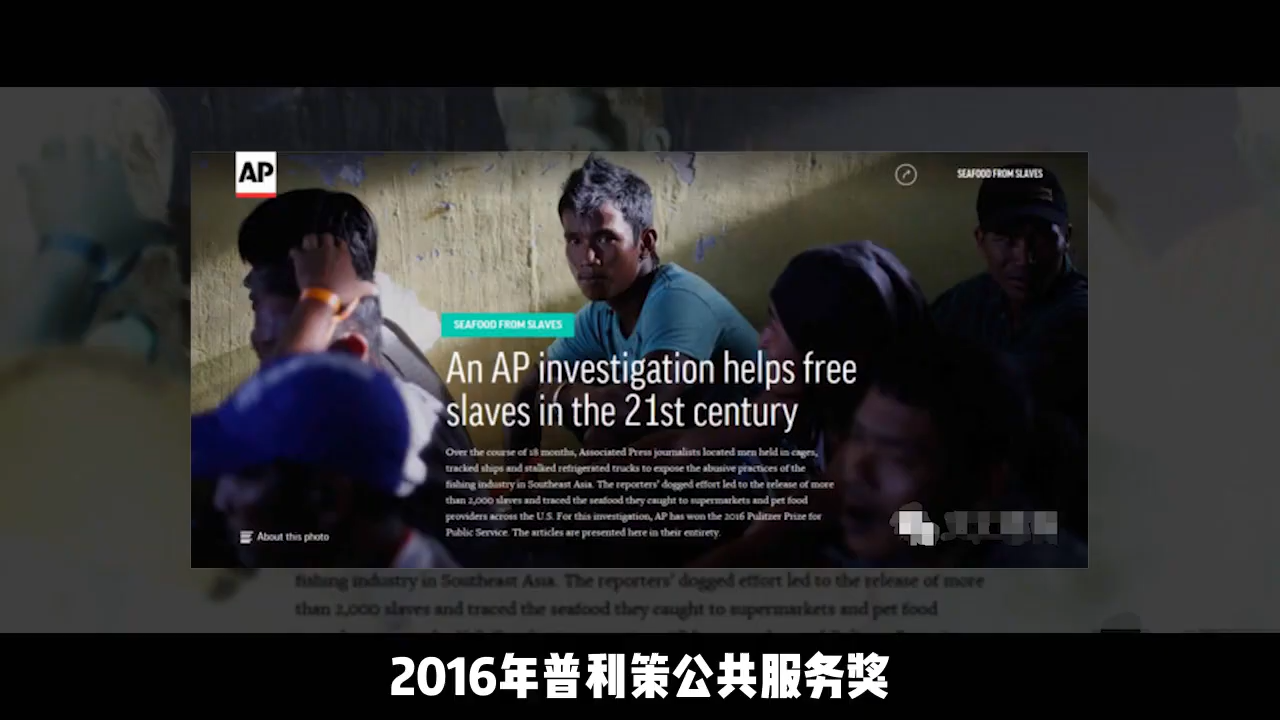 AP
SEAFOOD FROM SLAVES
SEAFOOD FROM SLAVES
An AP investigation helps free
slaves in the 21st century
Over the course of 18 months, Associated Press journalists located men held in cages,
tracked ships and stalked refrigerated trucks to expose the abusive practices of the
fishing industry in Southeast Asia. The reporters' dogged effort led to the release of more
than 2,000 slaves and traced the seafood they caught to supermarkets and pet food
providers across the U.S. For this investigation, AP has won the 2016 Pulitzer Prize for
Public Service. The articles are presented here in their entirety.
About this photo
fishing industry in Southeast Asia. The reporters' dogged effort led to the release of more
than 2,000 slaves and traced the seafood they caught to supermarkets and pet food
2016年普利策公共服务奖